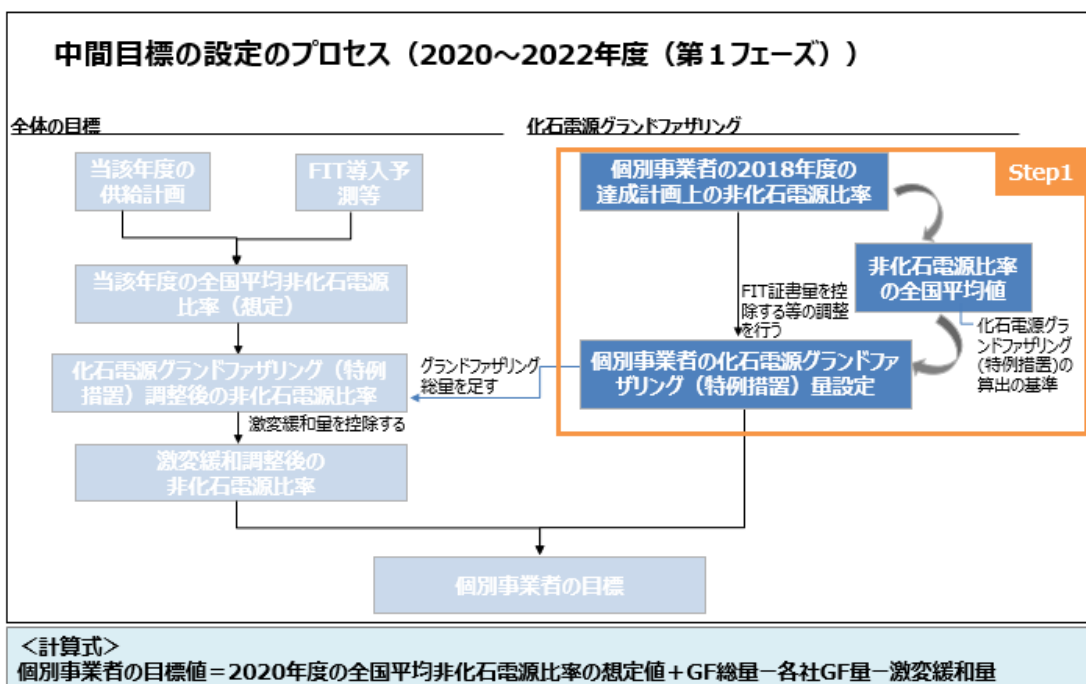 中間目標の設定のプロセス（2020～2022年度（第１フェーズ））
全体の目標
当該年度の
供給計画
FIT導入予
測等
当該年度の全国平均非化石電源
比率（想定）
化石電源グランドファザリング（特例
措置）調整後の非化石電源比率
激変緩和量を控除する
激変緩和調整後の
非化石電源比率
グランドファザリング
総量を足す
化石電源グランドファザリング
Step1
個別事業者の2018年度の
達成計画上の非化石電源比率
非化石電源比率
の全国平均値
FIT証書量を控
除する等の調整
を行う
化石電源グラ
ンドファザリング
(特例措置)の
算出の基準
個別事業者の化石電源グランドファ
ザリング（特例措置）量設定
個別事業者の目標
＜計算式＞
個別事業者の目標値＝2020年度の全国平均非化石電源比率の想定値＋GF総量－各社GF量－激変緩和量